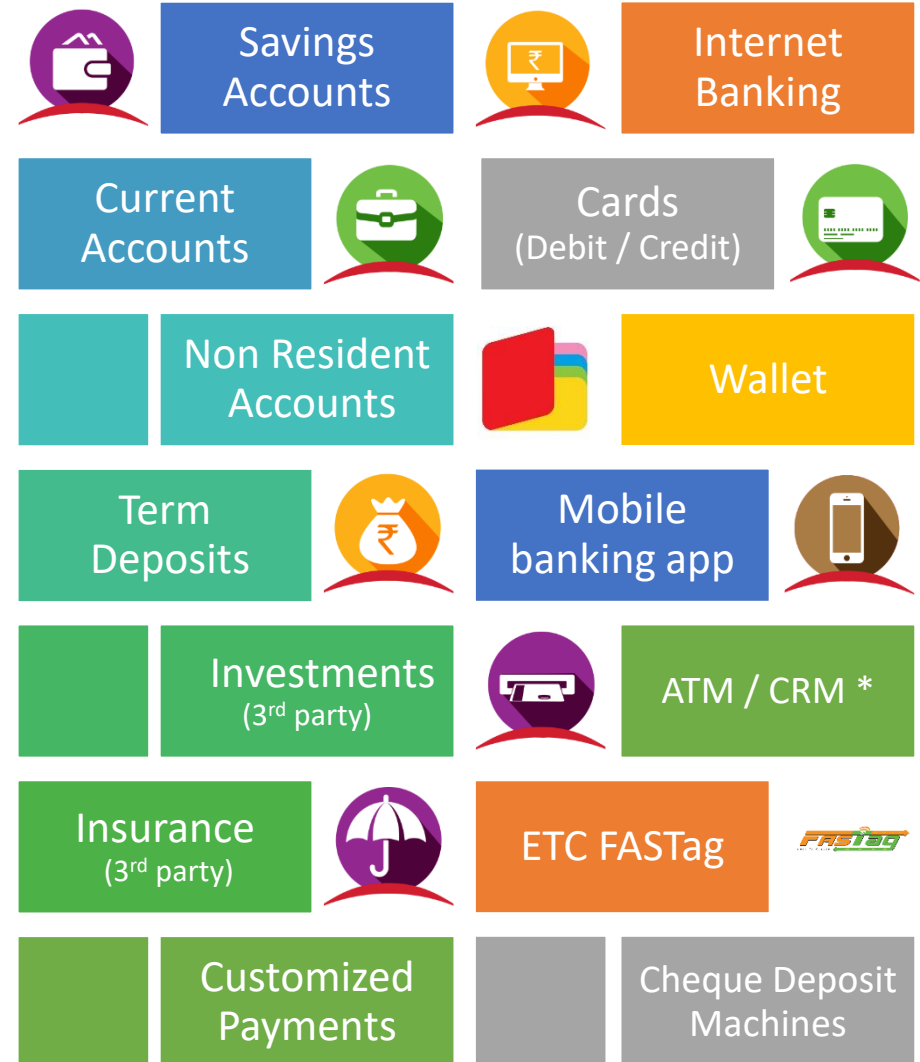 Savings
Accounts
Internet
Banking
Current
Accounts
Cards
(Debit / Credit)
Non Resident
Accounts
Wallet
Term
Deposits
Mobile
banking app
Investments
(3rd party)
ATM / CRM *
Insurance
(3rd party)
ETC FASTag
FASTag
Customized
Payments
Cheque Deposit
Machines